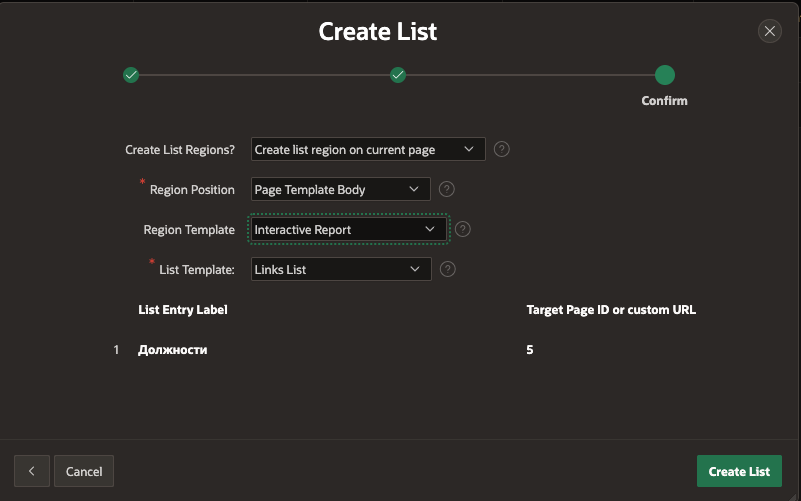 Create List
Confirm
Create List Regions? Create list region on current page
* Region Position Page Template Body
Region Template Interactive Report
* List Template: Links List
List Entry Label Target Page ID or custom URL
1 Должности 5
Cancel Create List